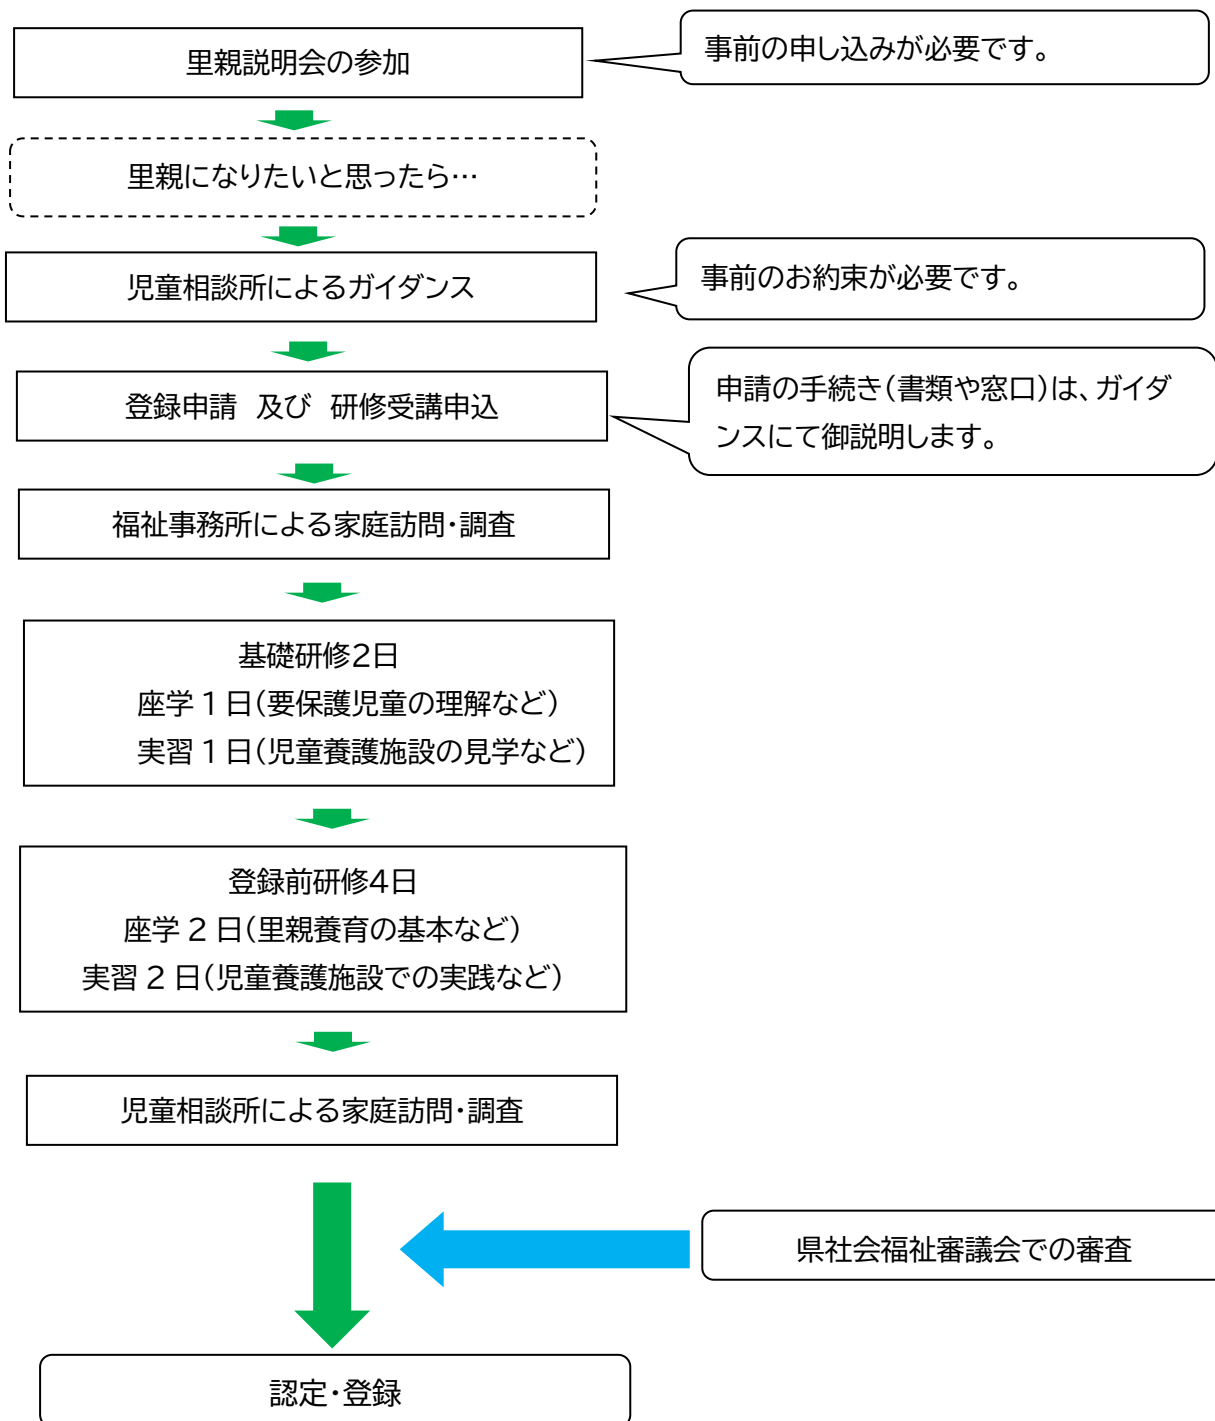 里親説明会の参加
事前の申し込みが必要です。
里親になりたいと思ったら…
児童相談所によるガイダンス
事前のお約束が必要です。
登録申請　及び　研修受講申込
申請の手続き(書類や窓口)は、ガイダ
ンスにて御説明します。
福祉事務所による家庭訪問・調査
基礎研修2日
座学 1 日(要保護児童の理解など)
実習 1 日(児童養護施設の見学など)
登録前研修4日
座学 2 日(里親養育の基本など)
実習 2 日(児童養護施設での実践など)
児童相談所による家庭訪問・調査
県社会福祉審議会での審査
認定・登録